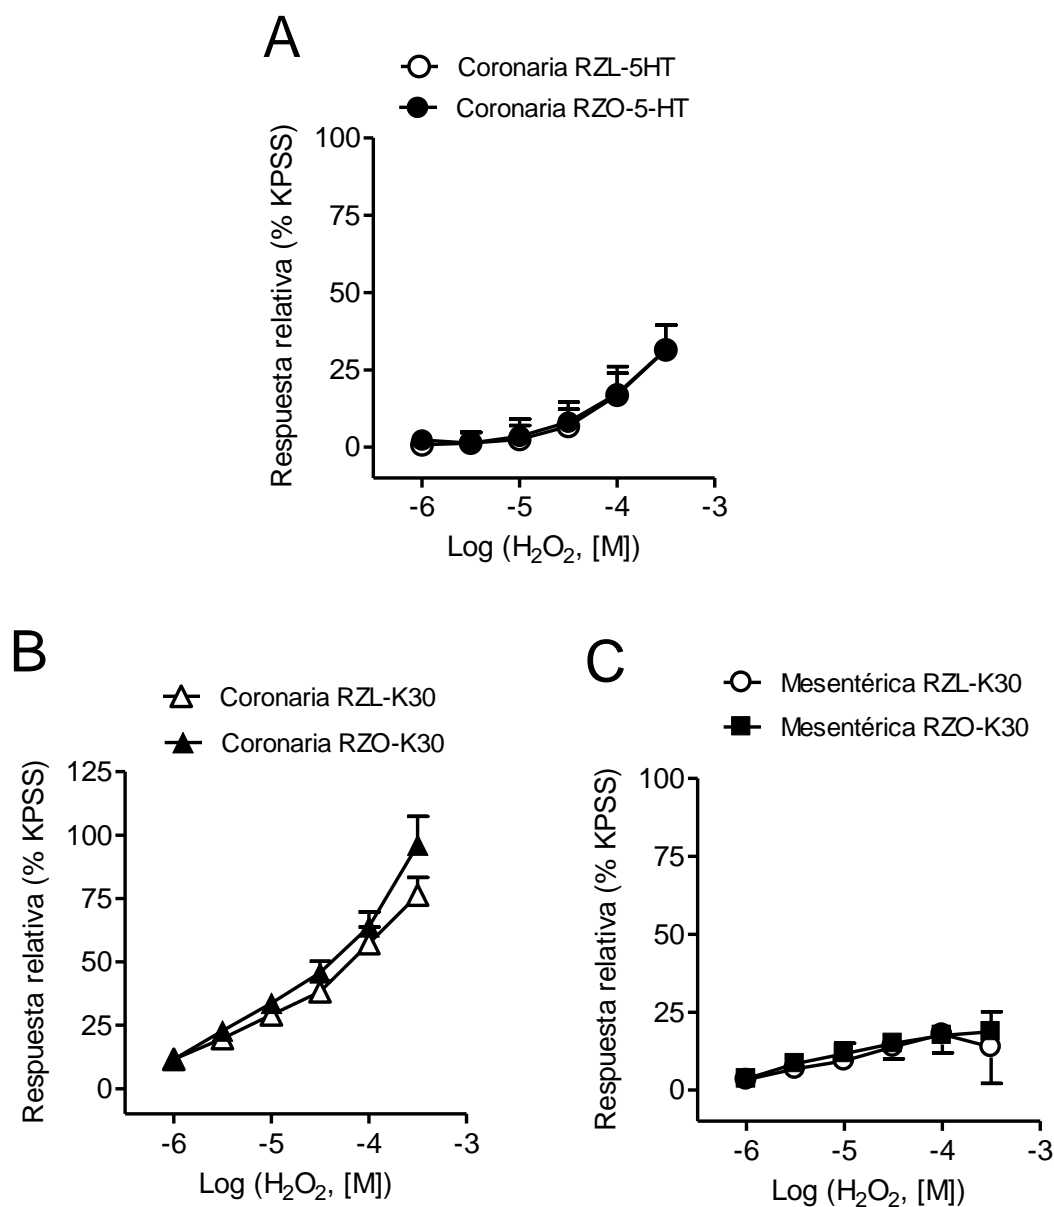 A
Coronaria RZL-5HT
Coronaria RZO-5-HT
Respuesta relativa (% KPSS)
100
75
50
25
0
-6 -5 -4 -3
Log (H₂O₂, [M])
B
Coronaria RZL-K30
Coronaria RZO-K30
Respuesta relativa (% KPSS)
125
100
75
50
25
0
-6 -5 -4 -3
Log (H₂O₂, [M])
C
Mesentérica RZL-K30
Mesentérica RZO-K30
Respuesta relativa (% KPSS)
100
75
50
25
0
-6 -5 -4 -3
Log (H₂O₂, [M])